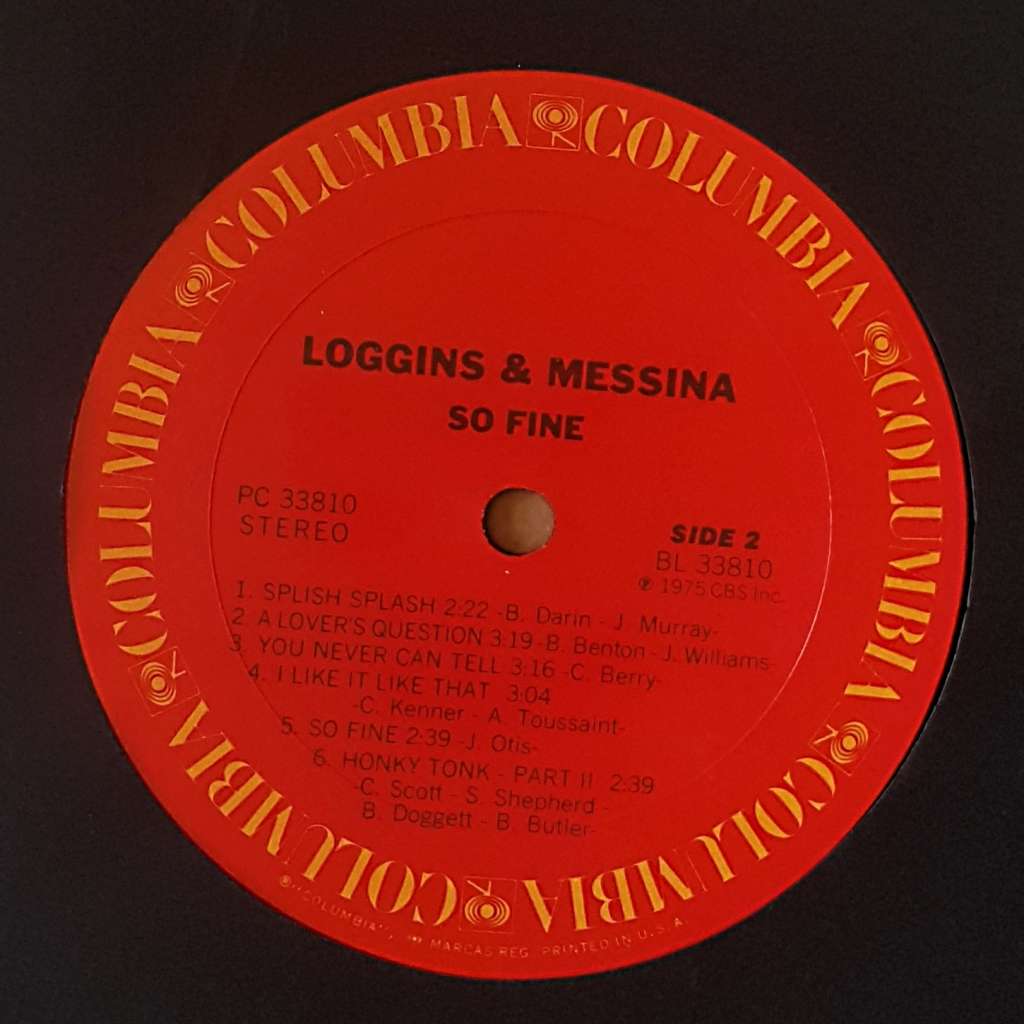 COLUMBIA COLUMBIA COLUMBIA COLUMBIA COLUMBIA COLUMBIA
LOGGINS & MESSINA
SO FINE
PC 33810
STEREO
SIDE 2
BL 33810
℗ 1975 CBS Inc.
1. SPLISH SPLASH 2:22 -B. Darin - J. Murray-
2. A LOVER'S QUESTION 3:19 -B. Benton - J. Williams-
3. YOU NEVER CAN TELL 3:16 -C. Berry-
4. I LIKE IT LIKE THAT 3:04
-C. Kenner - A. Toussaint-
5. SO FINE 2:39 -J. Otis-
6. HONKY TONK - PART II 2:39
-C. Scott - S. Shepherd -
B. Doggett - B. Butler-
® "COLUMBIA", MARCAS REG. PRINTED IN U.S.A.